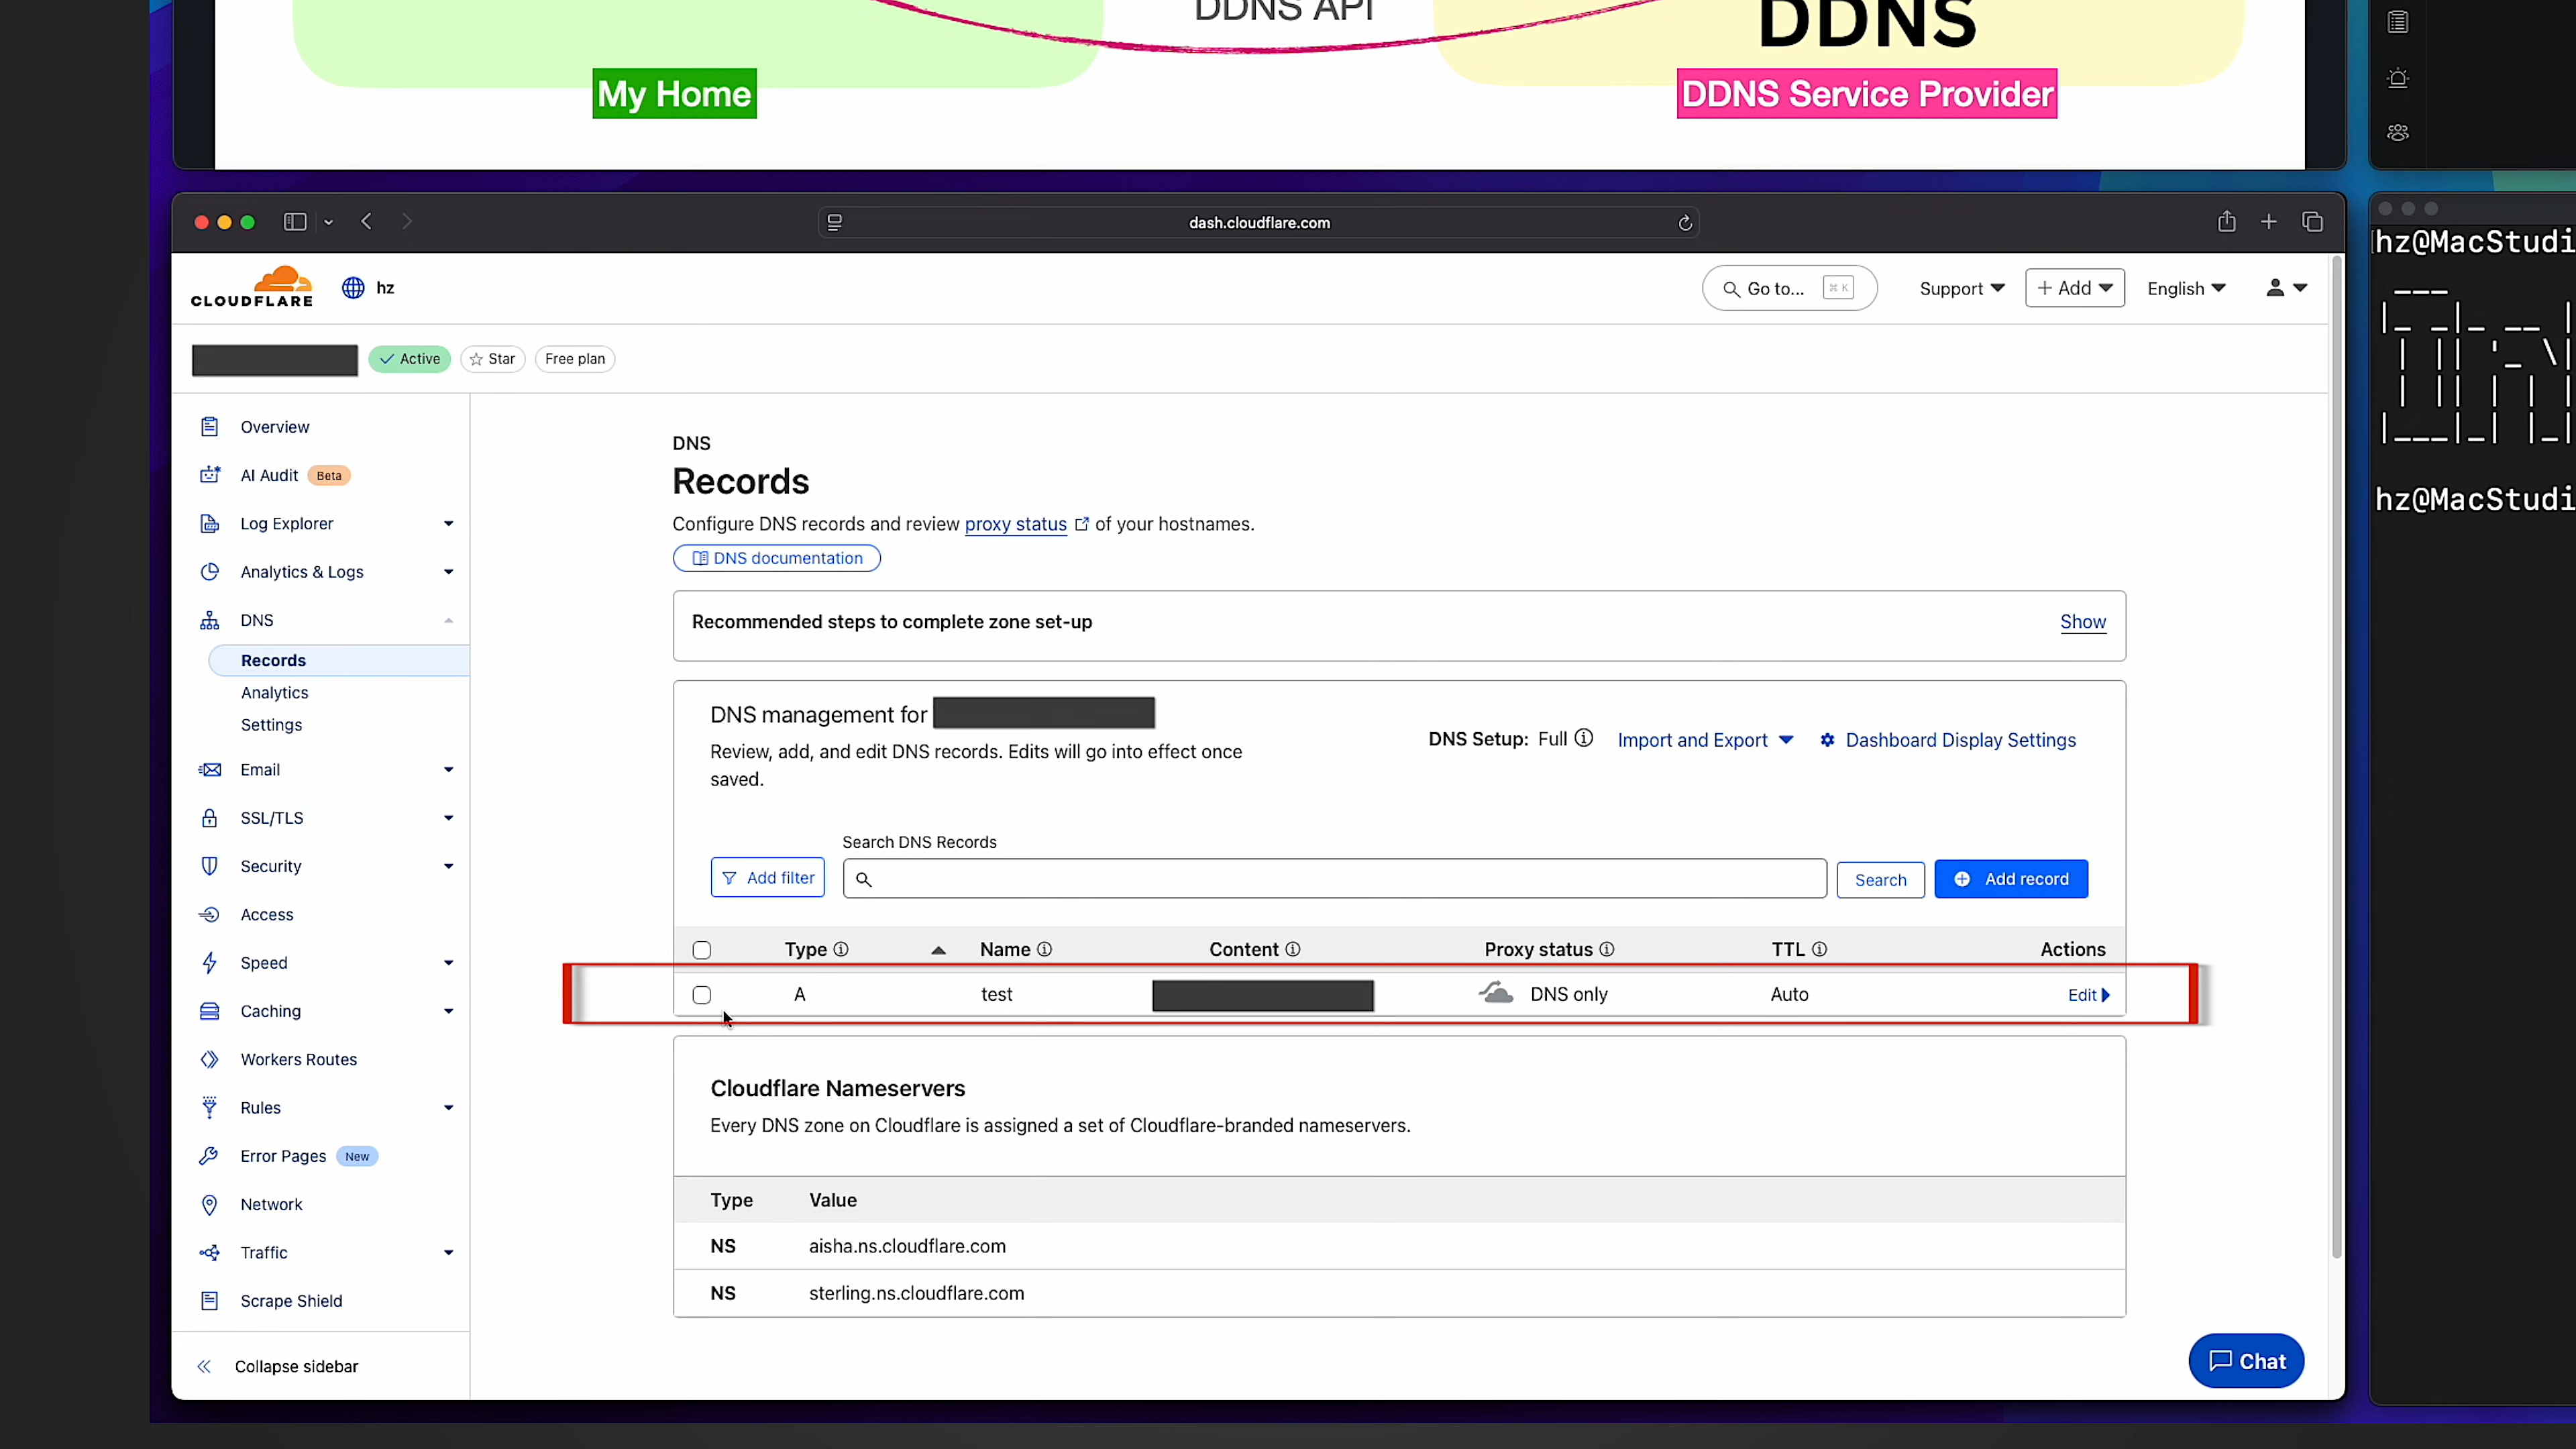 DDNS API
DDNS
My Home
DDNS Service Provider
dash.cloudflare.com
CLOUDFLARE
hz
Go to...
⌘ K
Support
+ Add
English
Active
Star
Free plan
Overview
AI Audit Beta
Log Explorer
Analytics & Logs
DNS
Records
Analytics
Settings
Email
SSL/TLS
Security
Access
Speed
Caching
Workers Routes
Rules
Error Pages New
Network
Traffic
Scrape Shield
Collapse sidebar
DNS
Records
Configure DNS records and review proxy status of your hostnames.
DNS documentation
Recommended steps to complete zone set-up
Show
DNS management for
Review, add, and edit DNS records. Edits will go into effect once
saved.
DNS Setup: Full
Import and Export
Dashboard Display Settings
Search DNS Records
Add filter
Search
Add record
Type Name Content Proxy status TTL Actions
A test DNS only Auto Edit
Cloudflare Nameservers
Every DNS zone on Cloudflare is assigned a set of Cloudflare-branded nameservers.
Type Value
NS aisha.ns.cloudflare.com
NS sterling.ns.cloudflare.com
Chat
hz@MacStudi
hz@MacStudi